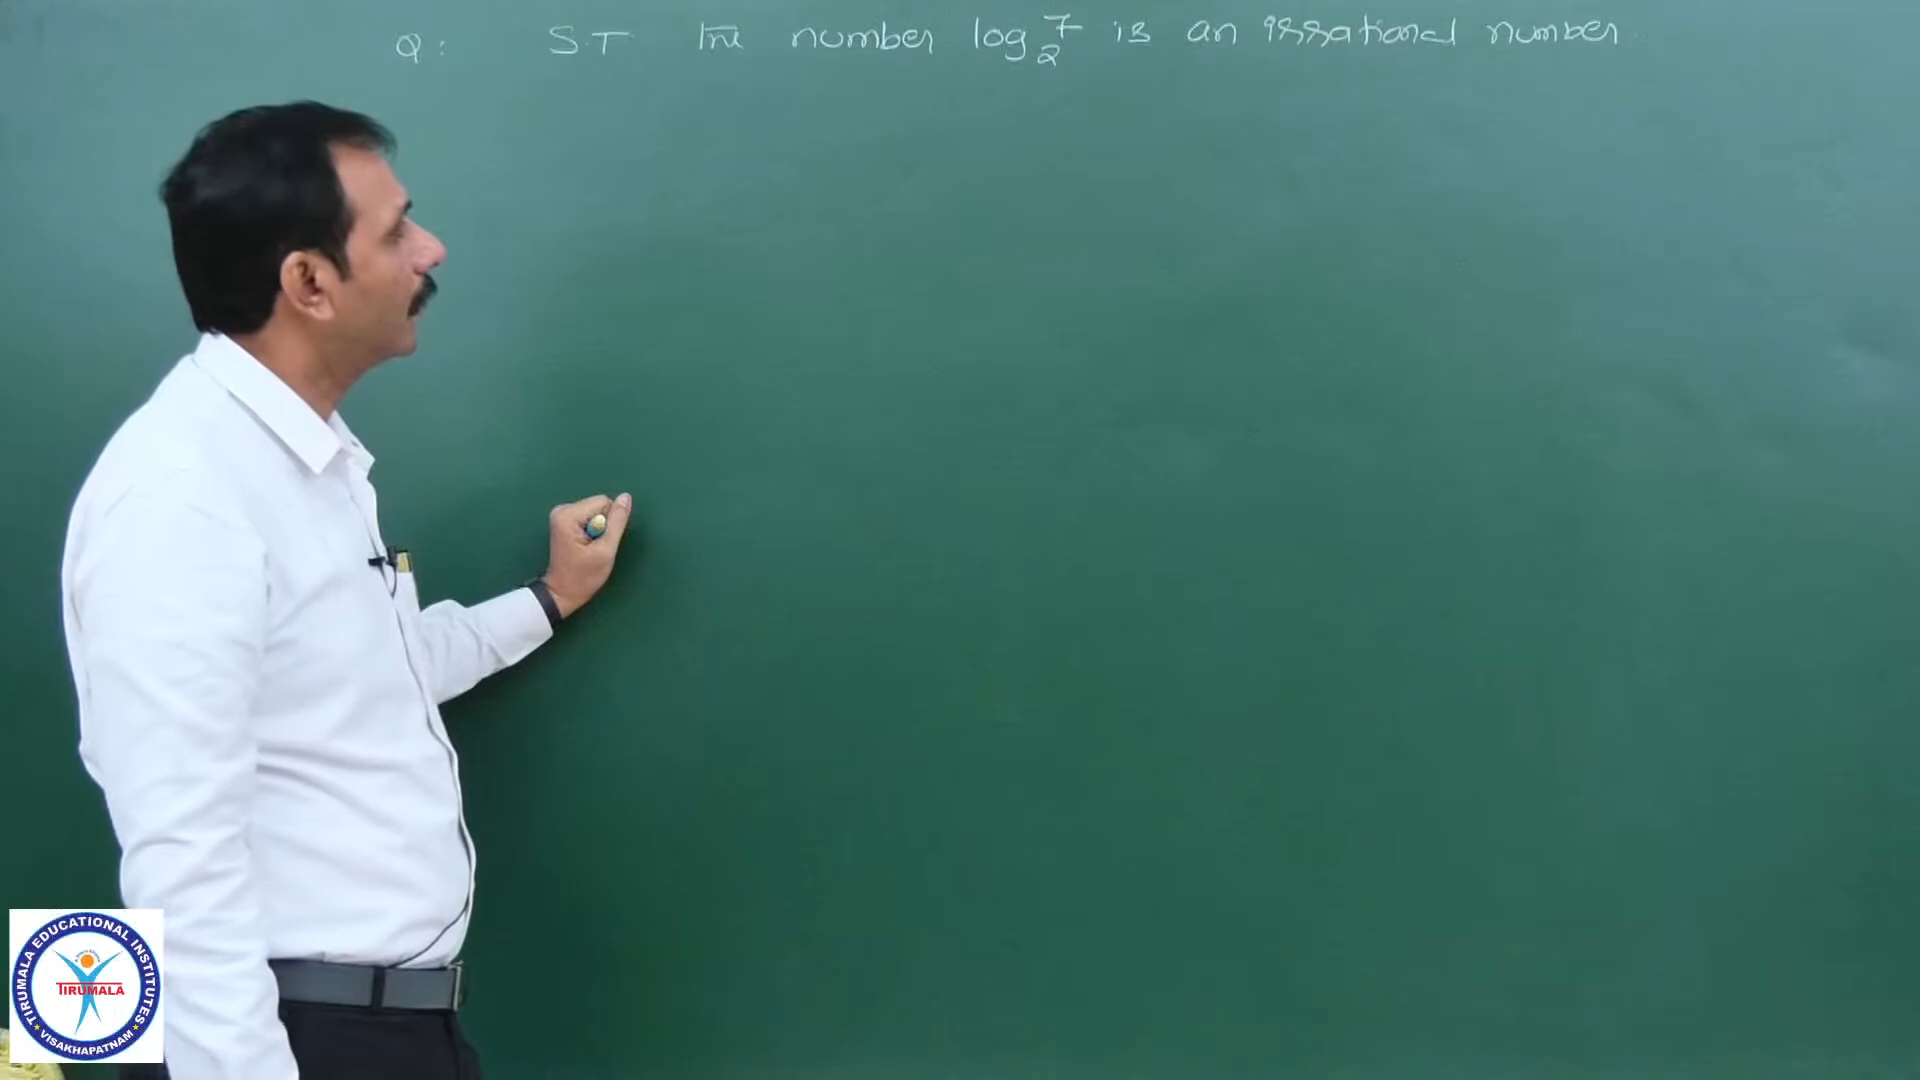 Q : S.T the number log₂7 is an irrational number.
TIRUMALA EDUCATIONAL INSTITUTES
TIRUMALA
★ VISAKHAPATNAM ★